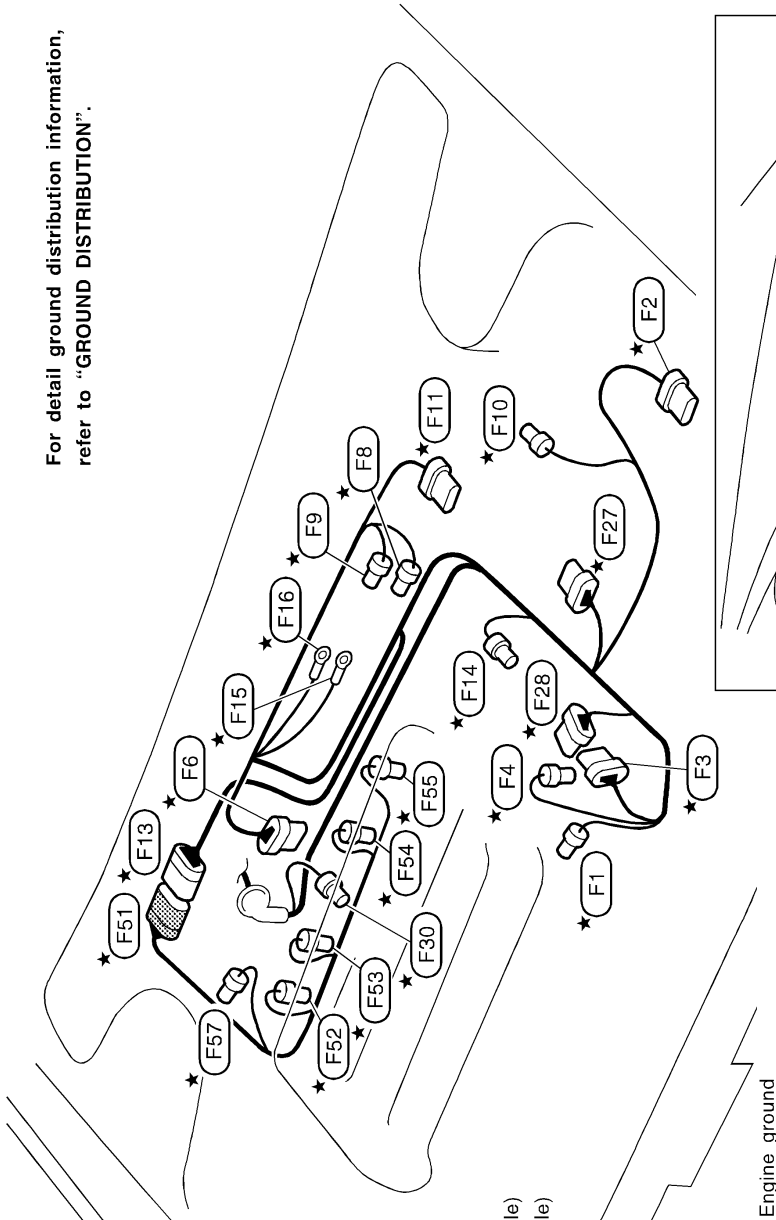 For detail ground distribution information,
refer to “GROUND DISTRIBUTION”.
F2
F11
F10
F8
F9
F27
F16
F15
F14
F28
F6
F4
F3
F55
F13
F54
F1
F51
F30
F53
F52
F57
le)
le)
Engine ground